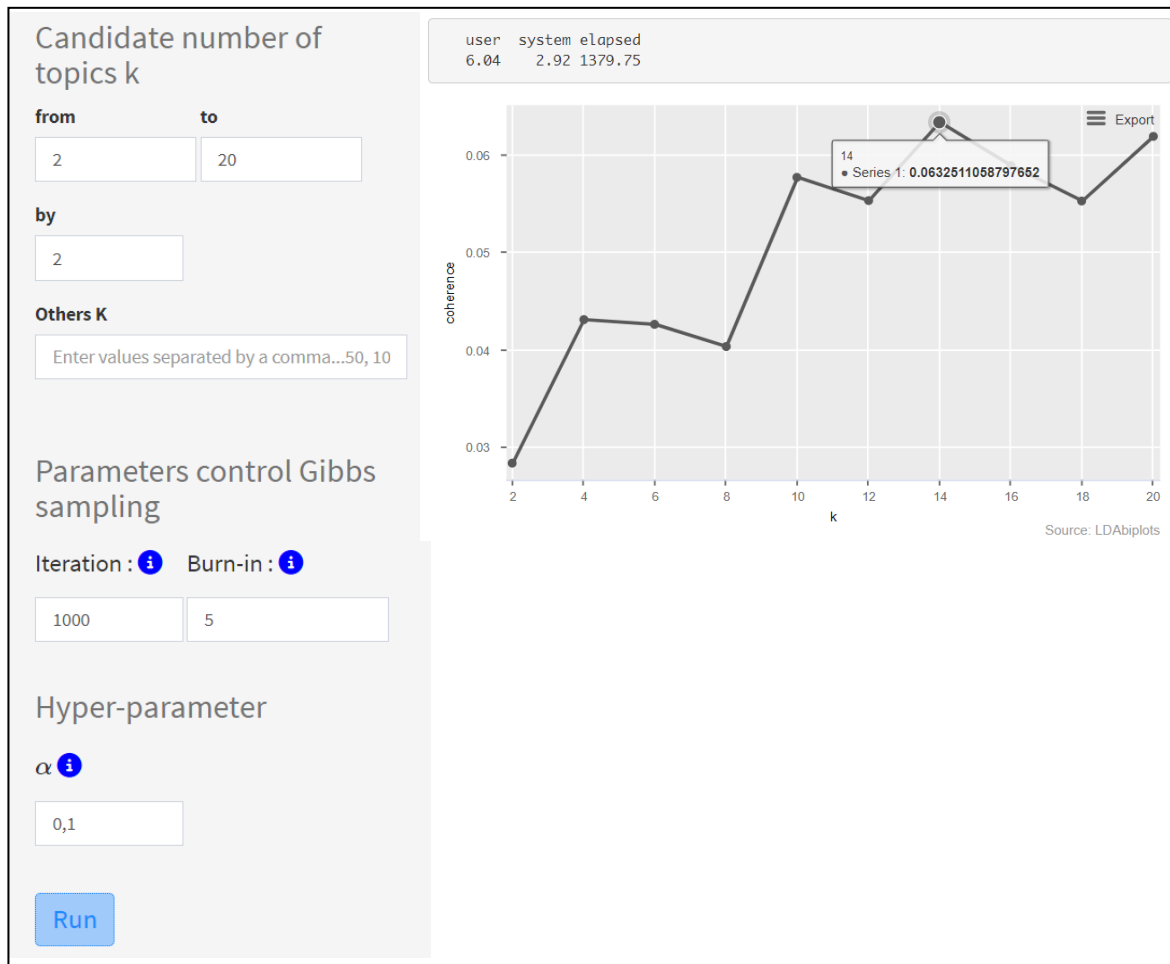 Candidate number of
topics k
from to
2 20
by
2
Others K
Enter values separated by a comma...50, 10
Parameters control Gibbs
sampling
Iteration : Burn-in :
1000 5
Hyper-parameter
α
0,1
Run
user system elapsed
6.04 2.92 1379.75
Export
14
Series 1: 0.0632511058797652
0.06
0.05
0.04
0.03
coherence
2 4 6 8 10 12 14 16 18 20
k
Source: LDAbiplots